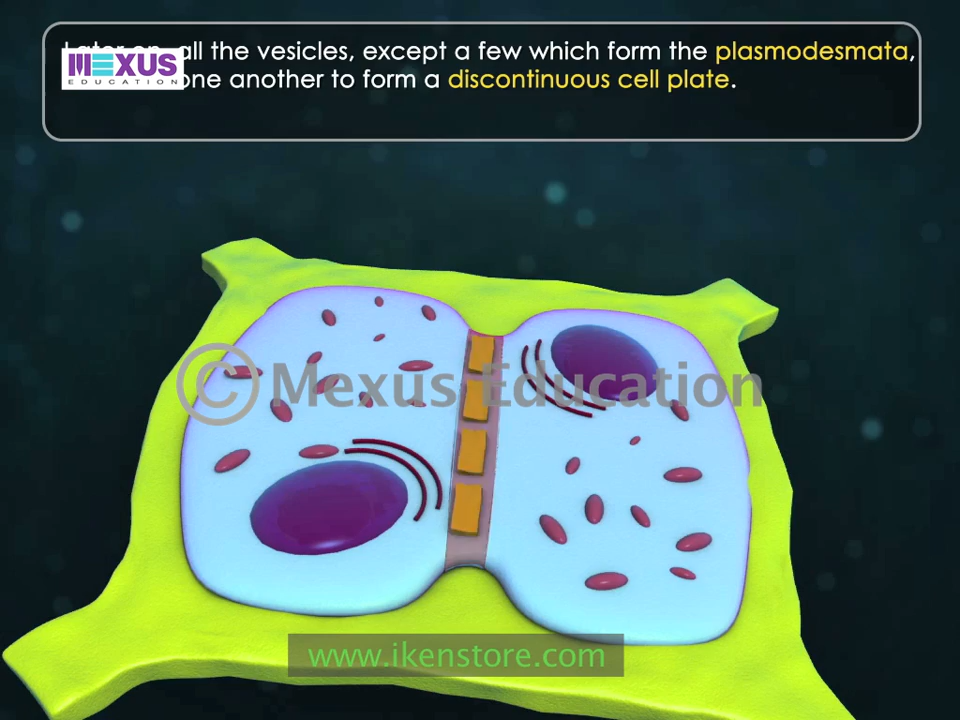 all the vesicles, except a few which form the plasmodesmata,
one another to form a discontinuous cell plate.
MEXUS
EDUCATION
© Mexus Education
www.ikenstore.com